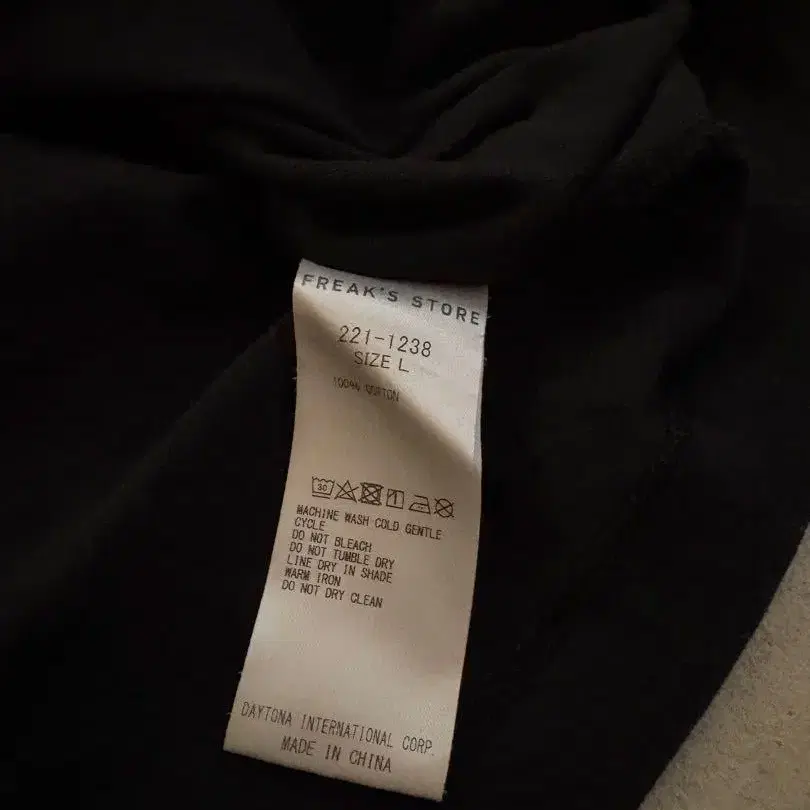 FREAK'S STORE
221-1238
SIZE L
100% COTTON
30
MACHINE WASH COLD GENTLE
CYCLE
DO NOT BLEACH
DO NOT TUMBLE DRY
LINE DRY IN SHADE
WARM IRON
DO NOT DRY CLEAN
DAYTONA INTERNATIONAL CORP.
MADE IN CHINA